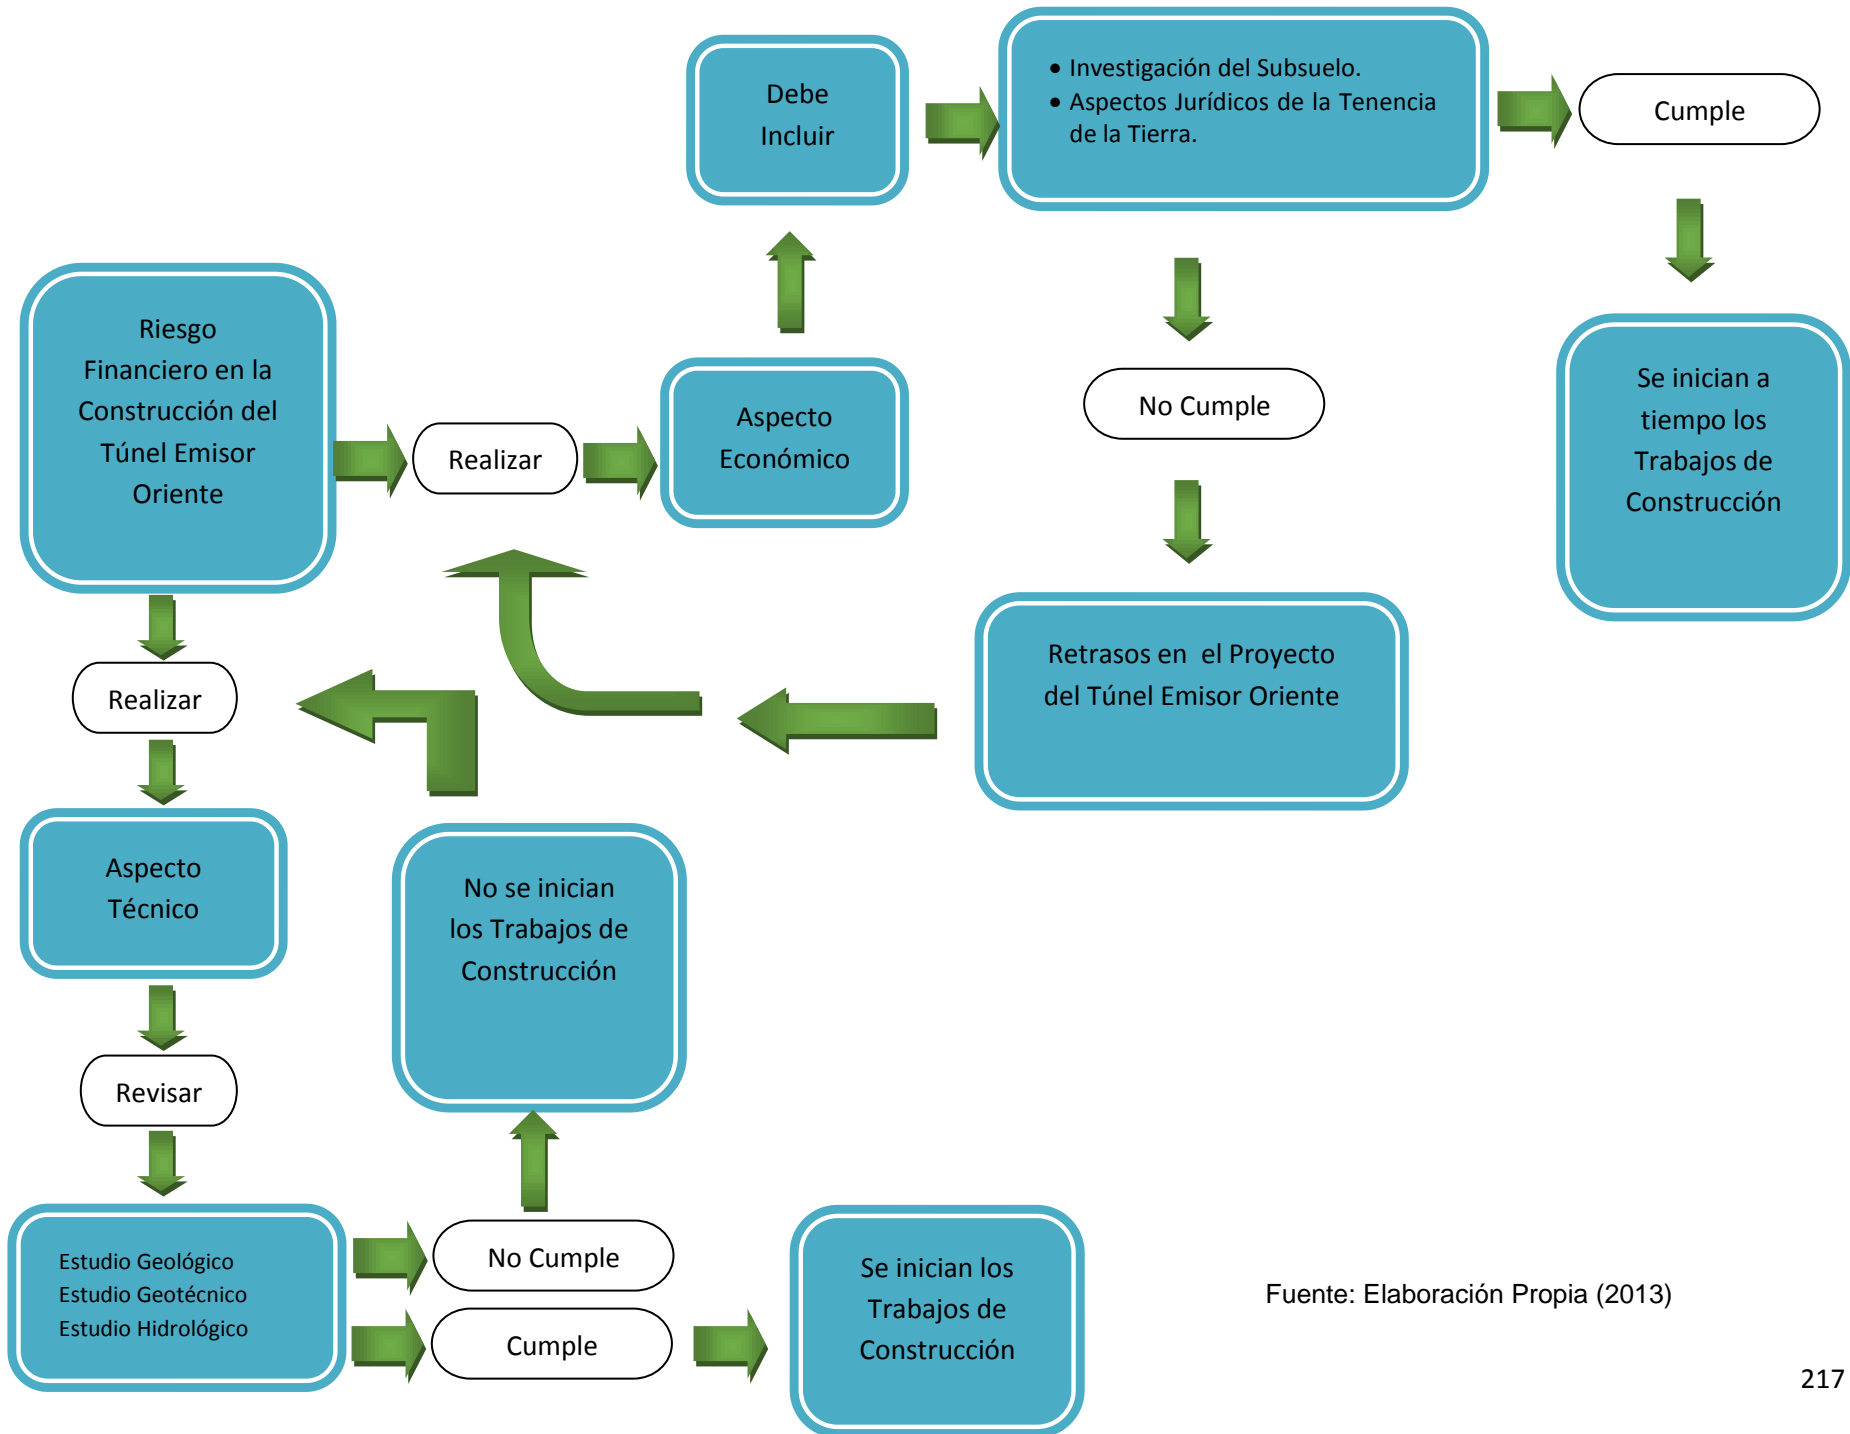 Debe
Incluir
• Investigación del Subsuelo.
• Aspectos Jurídicos de la Tenencia
de la Tierra.
Cumple
Riesgo
Financiero en la
Construcción del
Túnel Emisor
Oriente
Realizar
Aspecto
Económico
No Cumple
Se inician a
tiempo los
Trabajos de
Construcción
Retrasos en el Proyecto
del Túnel Emisor Oriente
Realizar
Aspecto
Técnico
No se inician
los Trabajos de
Construcción
Revisar
Estudio Geológico
Estudio Geotécnico
Estudio Hidrológico
No Cumple
Cumple
Se inician los
Trabajos de
Construcción
Fuente: Elaboración Propia (2013)
217